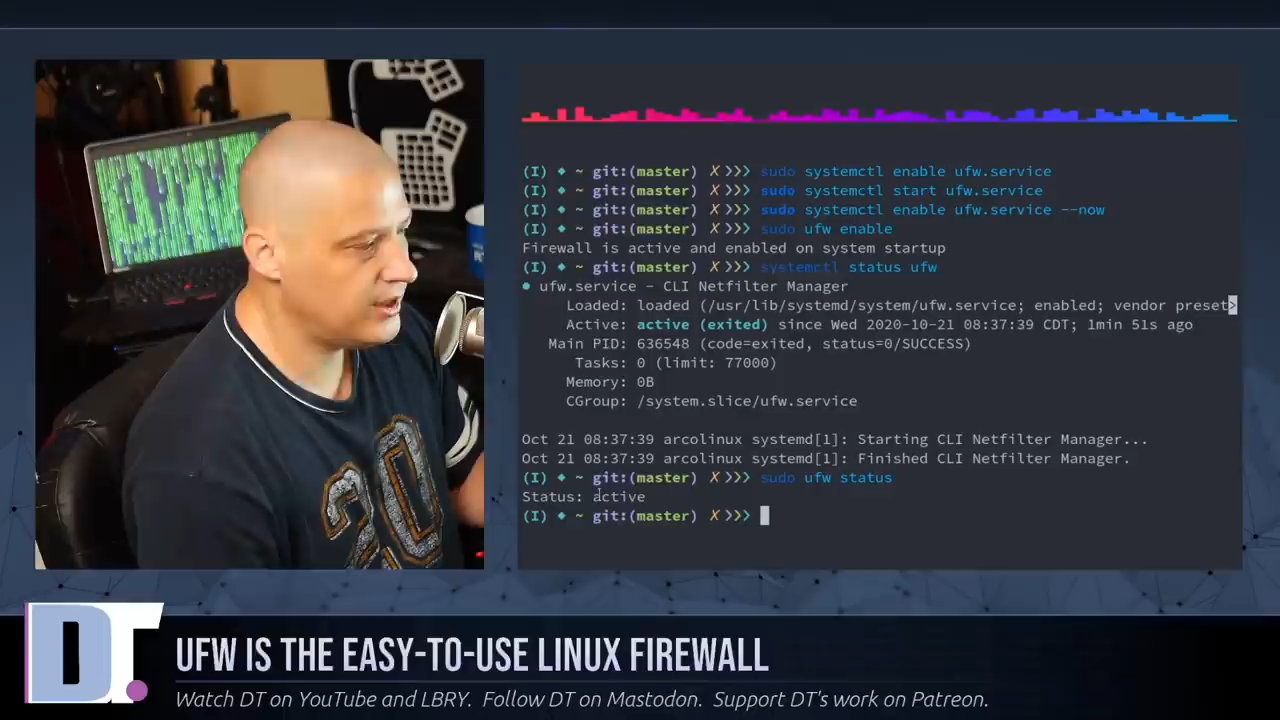 (I) ◆ ~ git:(master) ✗ ❯❯❯ sudo systemctl enable ufw.service
(I) ◆ ~ git:(master) ✗ ❯❯❯ sudo systemctl start ufw.service
(I) ◆ ~ git:(master) ✗ ❯❯❯ sudo systemctl enable ufw.service --now
(I) ◆ ~ git:(master) ✗ ❯❯❯ sudo ufw enable
Firewall is active and enabled on system startup
(I) ◆ ~ git:(master) ✗ ❯❯❯ systemctl status ufw
● ufw.service - CLI Netfilter Manager
Loaded: loaded (/usr/lib/systemd/system/ufw.service; enabled; vendor preset>
Active: active (exited) since Wed 2020-10-21 08:37:39 CDT; 1min 51s ago
Main PID: 636548 (code=exited, status=0/SUCCESS)
Tasks: 0 (limit: 77000)
Memory: 0B
CGroup: /system.slice/ufw.service
Oct 21 08:37:39 arcolinux systemd[1]: Starting CLI Netfilter Manager...
Oct 21 08:37:39 arcolinux systemd[1]: Finished CLI Netfilter Manager.
(I) ◆ ~ git:(master) ✗ ❯❯❯ sudo ufw status
Status: active
(I) ◆ ~ git:(master) ✗ ❯❯❯
20
DT.
UFW IS THE EASY-TO-USE LINUX FIREWALL
Watch DT on YouTube and LBRY. Follow DT on Mastodon. Support DT's work on Patreon.